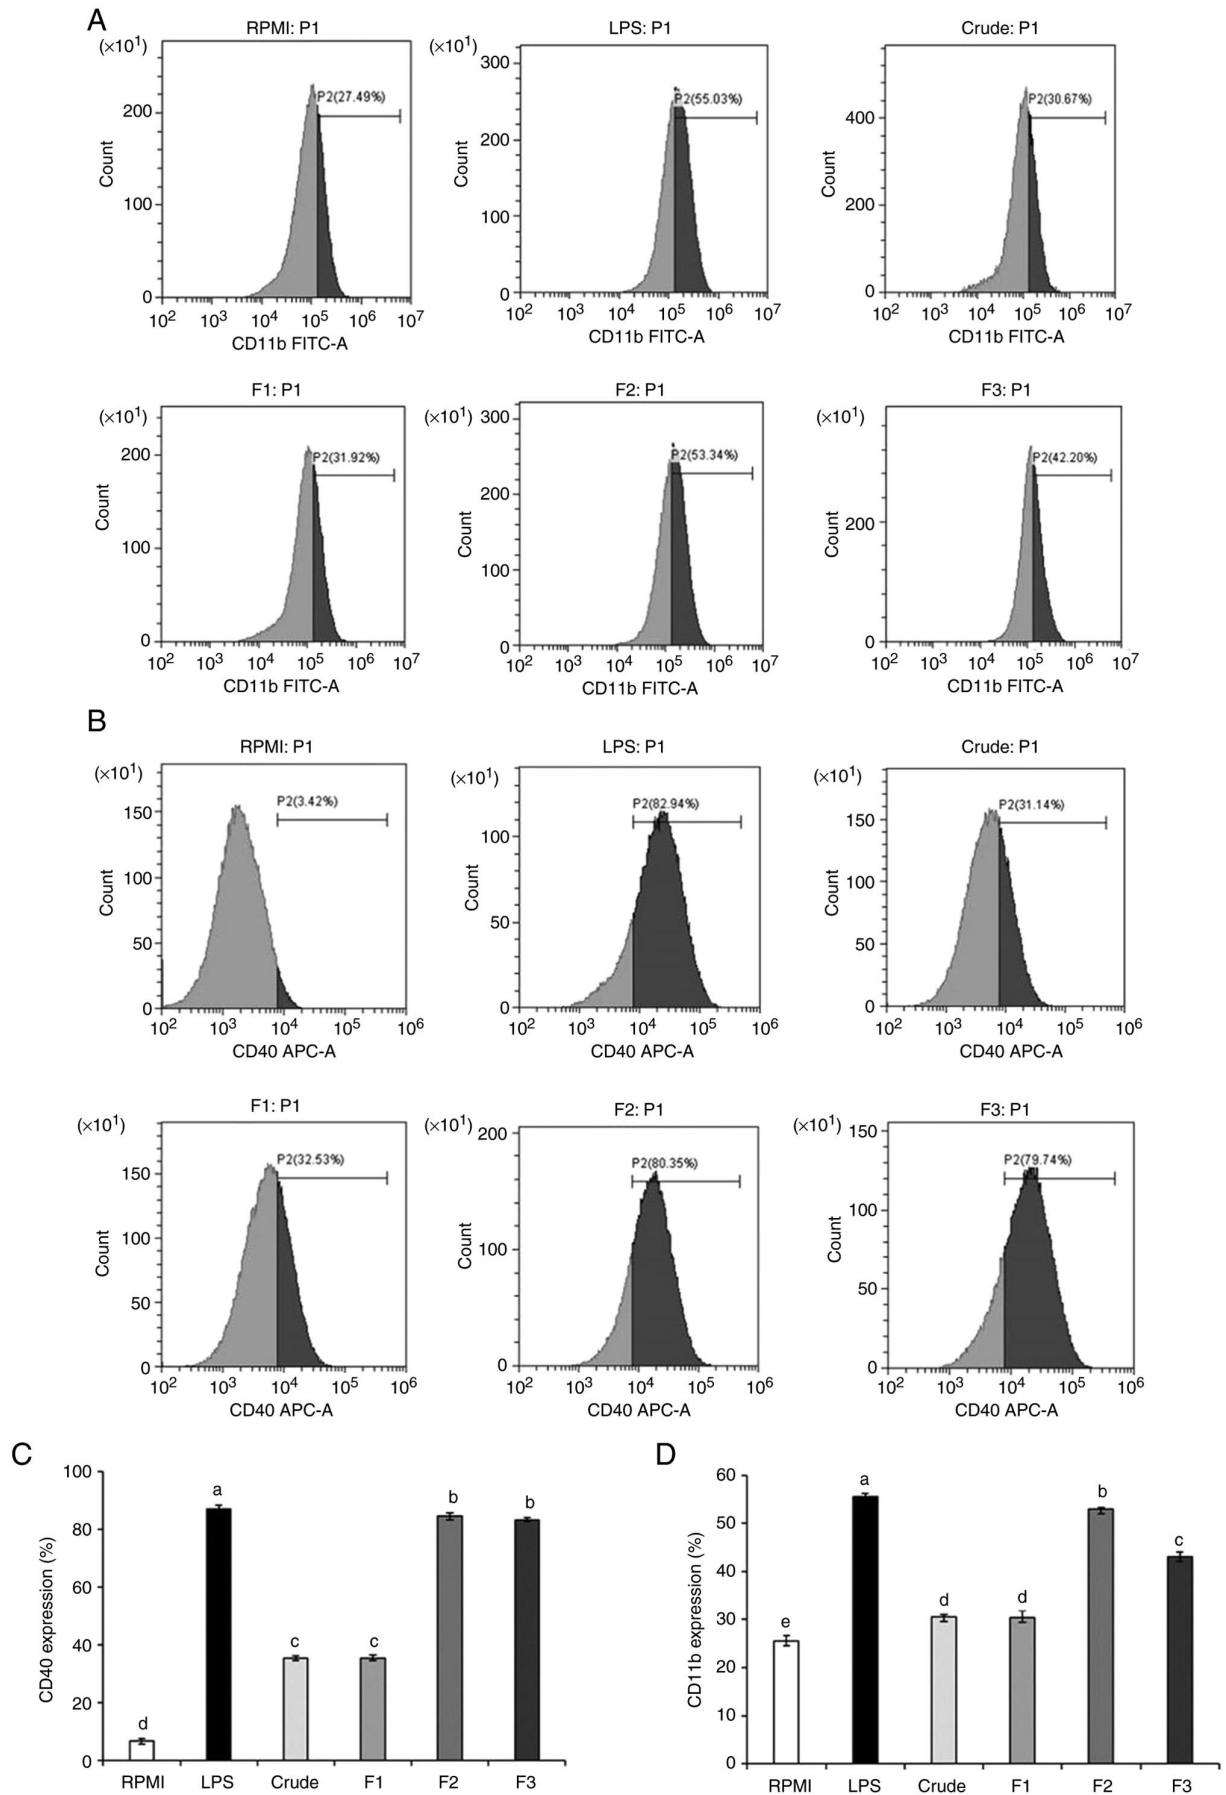 A
RPMI: P1
(×10¹)
P2(27.49%)
200
100
0
Count
10² 10³ 10⁴ 10⁵ 10⁶ 10⁷
CD11b FITC-A
LPS: P1
(×10¹)
P2(55.03%)
300
200
100
0
Count
10² 10³ 10⁴ 10⁵ 10⁶ 10⁷
CD11b FITC-A
Crude: P1
P2(30.67%)
400
200
0
Count
10² 10³ 10⁴ 10⁵ 10⁶ 10⁷
CD11b FITC-A
F1: P1
(×10¹)
P2(31.92%)
200
100
0
Count
10² 10³ 10⁴ 10⁵ 10⁶ 10⁷
CD11b FITC-A
F2: P1
(×10¹)
P2(53.34%)
300
200
100
0
Count
10² 10³ 10⁴ 10⁵ 10⁶ 10⁷
CD11b FITC-A
F3: P1
(×10¹)
P2(42.20%)
200
0
Count
10² 10³ 10⁴ 10⁵ 10⁶ 10⁷
CD11b FITC-A
B
RPMI: P1
(×10¹)
P2(3.42%)
150
100
50
0
Count
10² 10³ 10⁴ 10⁵ 10⁶
CD40 APC-A
LPS: P1
(×10¹)
P2(82.94%)
100
50
0
Count
10² 10³ 10⁴ 10⁵ 10⁶
CD40 APC-A
Crude: P1
(×10¹)
P2(31.14%)
150
100
50
0
Count
10² 10³ 10⁴ 10⁵ 10⁶
CD40 APC-A
F1: P1
(×10¹)
P2(32.53%)
150
100
50
0
Count
10² 10³ 10⁴ 10⁵ 10⁶
CD40 APC-A
F2: P1
(×10¹)
P2(80.35%)
200
100
0
Count
10² 10³ 10⁴ 10⁵ 10⁶
CD40 APC-A
F3: P1
(×10¹)
P2(79.74%)
150
100
50
0
Count
10² 10³ 10⁴ 10⁵ 10⁶
CD40 APC-A
C
100
80
60
40
20
0
CD40 expression (%)
d a c c b b
RPMI LPS Crude F1 F2 F3
D
60
50
40
30
20
10
0
CD11b expression (%)
e a d d b c
RPMI LPS Crude F1 F2 F3